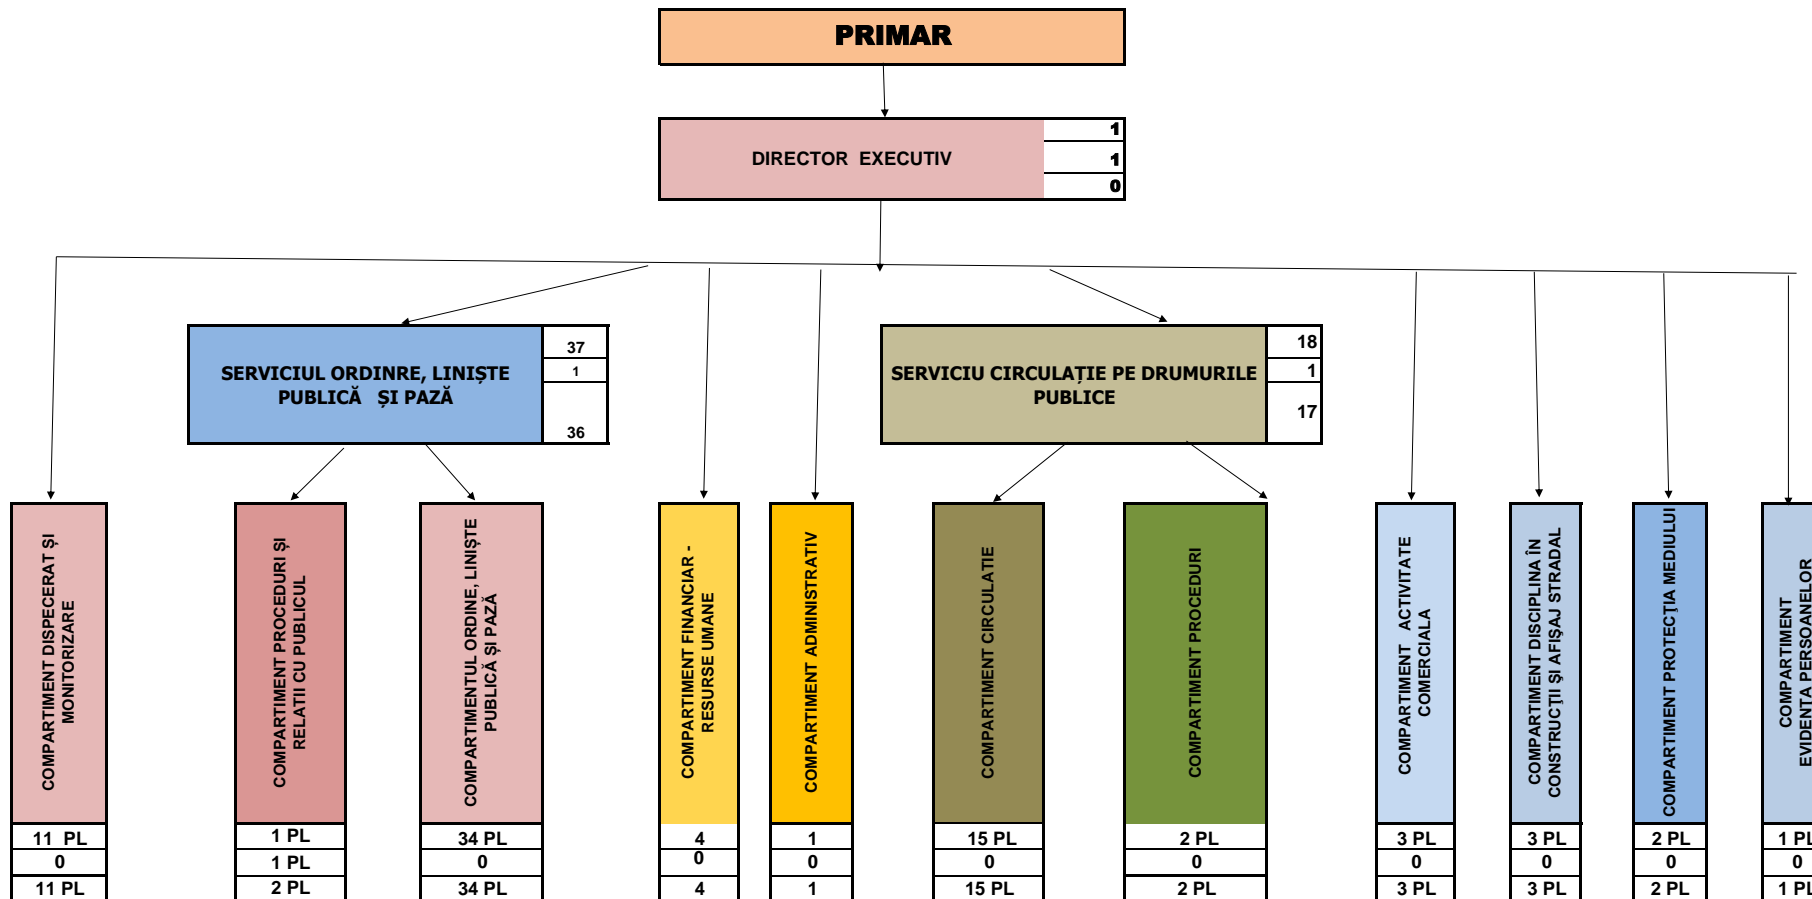 PRIMAR
DIRECTOR EXECUTIV
1
1
0
SERVICIUL ORDINRE, LINIȘTE
PUBLICĂ ȘI PAZĂ
37
1
36
SERVICIU CIRCULAȚIE PE DRUMURILE
PUBLICE
18
1
17
COMPARTIMENT DISPECERAT ȘI
MONITORIZARE
11 PL
0
11 PL
COMPARTIMENT PROCEDURI ȘI
RELATII CU PUBLICUL
1 PL
1 PL
2 PL
COMPARTIMENTUL ORDINE, LINIȘTE
PUBLICĂ ȘI PAZĂ
34 PL
0
34 PL
COMPARTIMENT FINANCIAR -
RESURSE UMANE
4
0
4
COMPARTIMENT ADMINISTRATIV
1
0
1
COMPARTIMENT CIRCULATIE
15 PL
0
15 PL
COMPARTIMENT PROCEDURI
2 PL
0
2 PL
COMPARTIMENT ACTIVITATE
COMERCIALA
3 PL
0
3 PL
COMPARTIMENT DISCIPLINA ÎN
CONSTRUCȚII ȘI AFIȘAJ STRADAL
3 PL
0
3 PL
COMPARTIMENT PROTECȚIA MEDIULUI
2 PL
0
2 PL
COMPARTIMENT
EVIDENTA PERSOANELOR
1 PL
0
1 PL